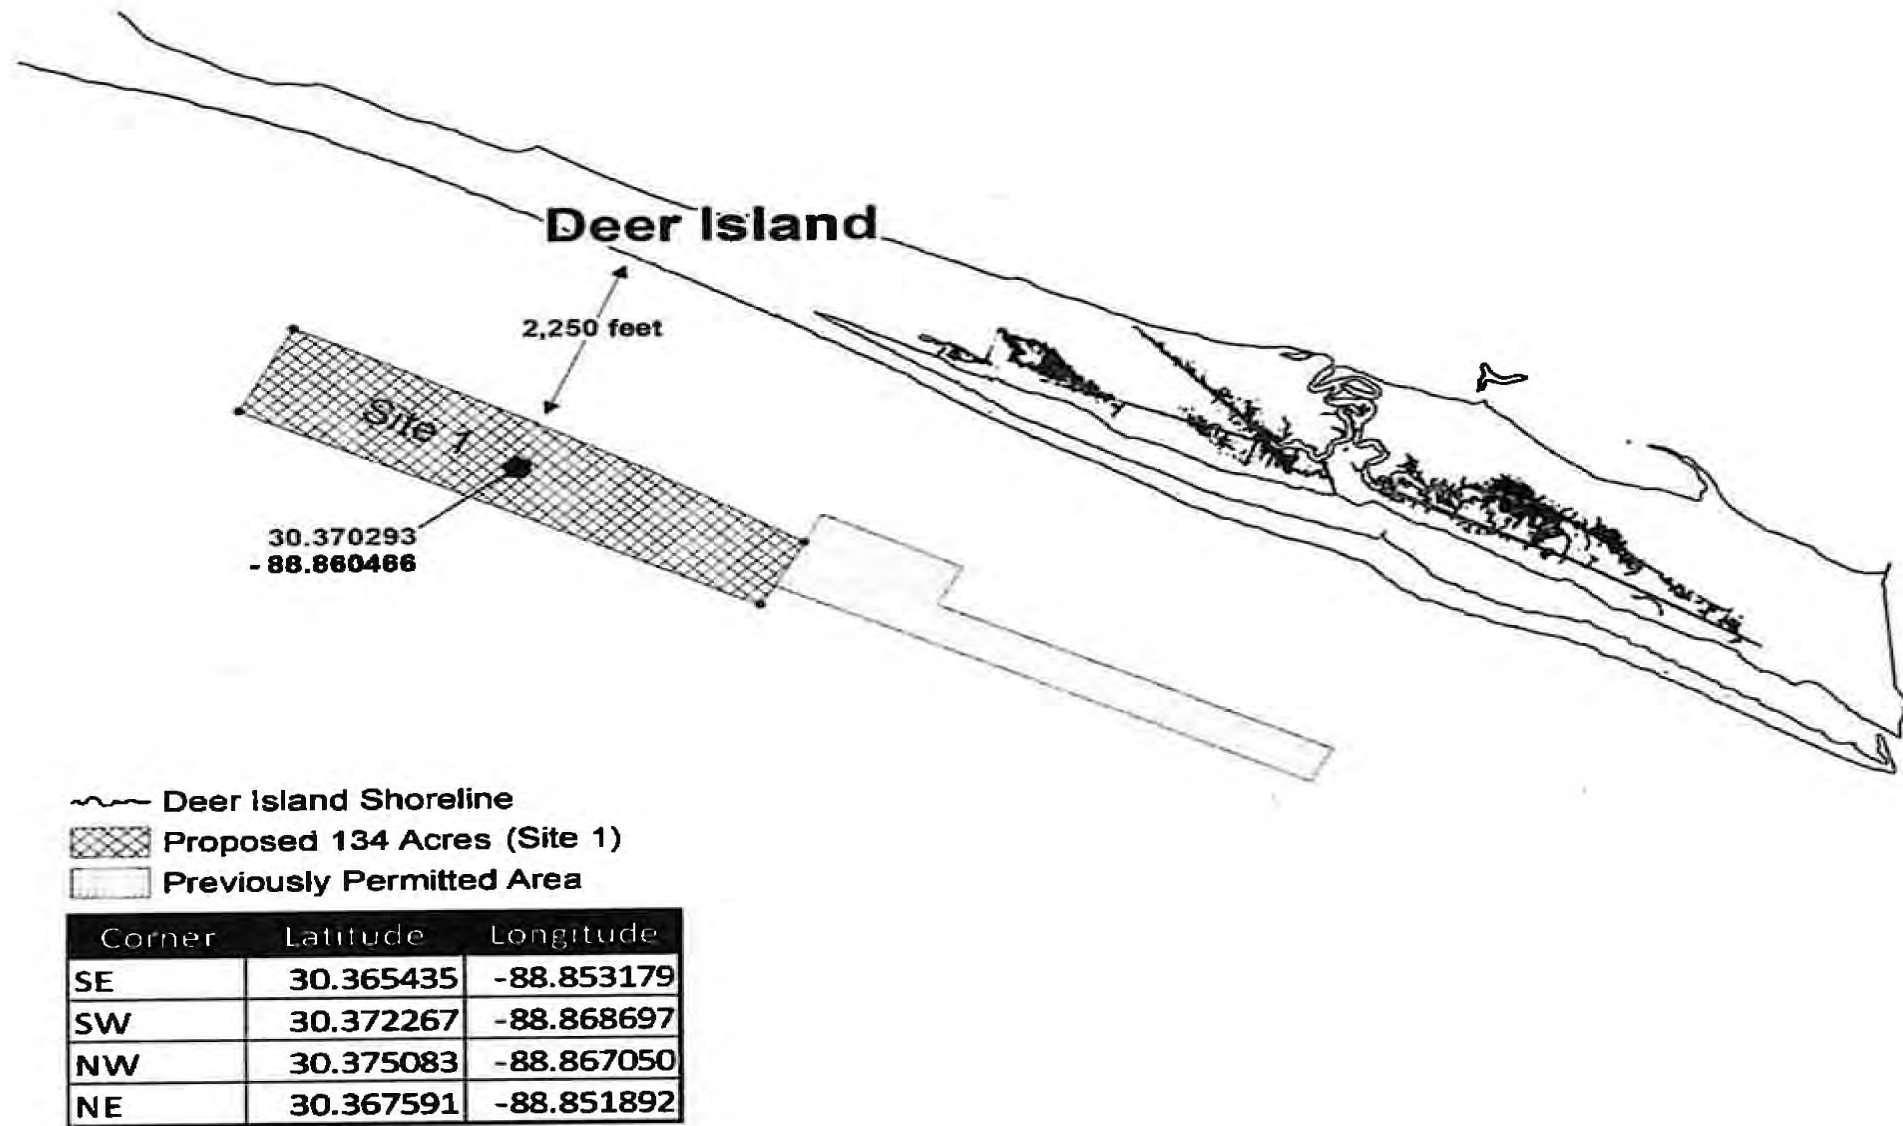 Deer Island
2,250 feet
Site 1
30.370293
- 88.860466
Deer Island Shoreline
Proposed 134 Acres (Site 1)
Previously Permitted Area
Corner Latitude Longitude
SE 30.365435 -88.853179
SW 30.372267 -88.868697
NW 30.375083 -88.867050
NE 30.367591 -88.851892